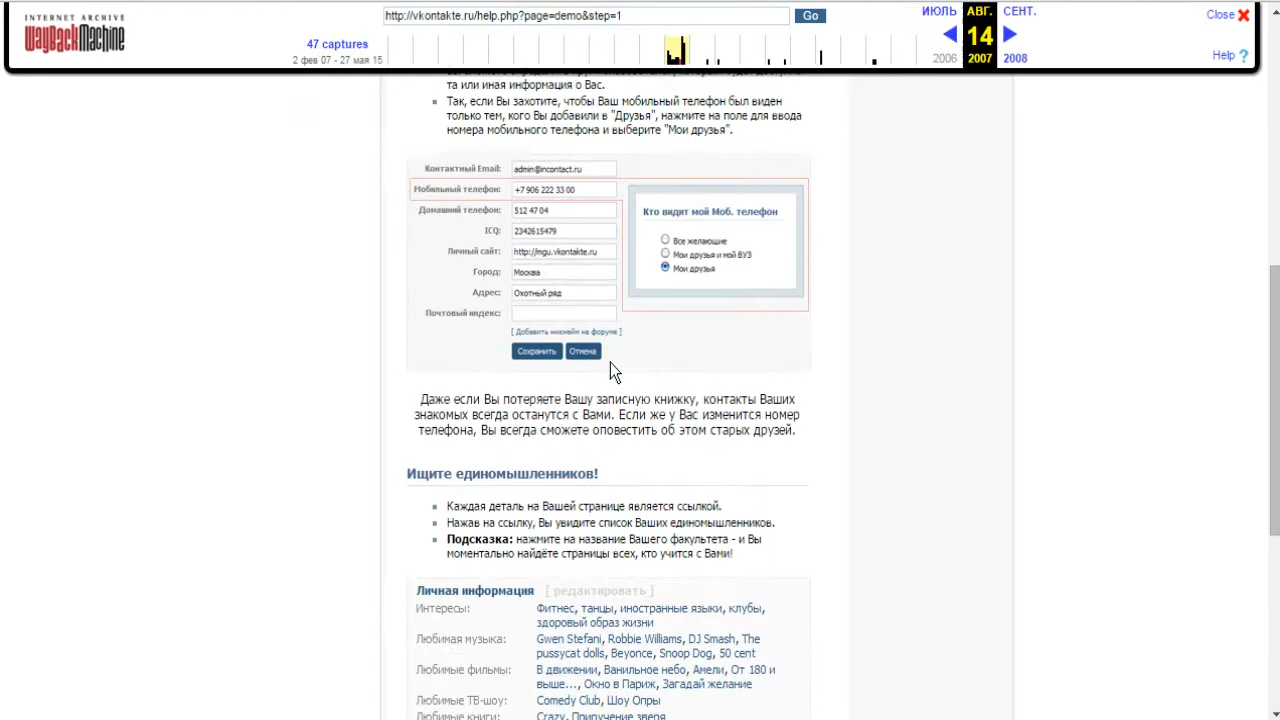 INTERNET ARCHIVE
WayBackMachine
http://vkontakte.ru/help.php?page=demo&step=1
Go
47 captures
2 фев 07 - 27 мая 15
ИЮЛЬ АВГ. СЕНТ.
14
2006 2007 2008
Close
Help ?
та или иная информация о Вас.
Так, если Вы захотите, чтобы Ваш мобильный телефон был виден
только тем, кого Вы добавили в "Друзья", нажмите на поле для ввода
номера мобильного телефона и выберите "Мои друзья".
Контактный Email: admin@incontact.ru
Мобильный телефон: +7 906 222 33 00
Домашний телефон: 512 47 04
ICQ: 2342615479
Личный сайт: http://mgu.vkontakte.ru
Город: Москва
Адрес: Охотный ряд
Почтовый индекс:
[ Добавить никнейм на форуме ]
Сохранить Отмена
Кто видит мой Моб. телефон
Все желающие
Мои друзья и мой ВУЗ
Мои друзья
Даже если Вы потеряете Вашу записную книжку, контакты Ваших
знакомых всегда останутся с Вами. Если же у Вас изменится номер
телефона, Вы всегда сможете оповестить об этом старых друзей.
Ищите единомышленников!
Каждая деталь на Вашей странице является ссылкой.
Нажав на ссылку, Вы увидите список Ваших единомышленников.
Подсказка: нажмите на название Вашего факультета - и Вы
моментально найдёте страницы всех, кто учится с Вами!
Личная информация [ редактировать ]
Интересы: Фитнес, танцы, иностранные языки, клубы,
здоровый образ жизни
Любимая музыка: Gwen Stefani, Robbie Williams, DJ Smash, The
pussycat dolls, Beyonce, Snoop Dog, 50 cent
Любимые фильмы: В движении, Ванильное небо, Амели, От 180 и
выше..., Окно в Париж, Загадай желание
Любимые ТВ-шоу: Comedy Club, Шоу Опры
Любимые книги: Crazy, Приручение зверя